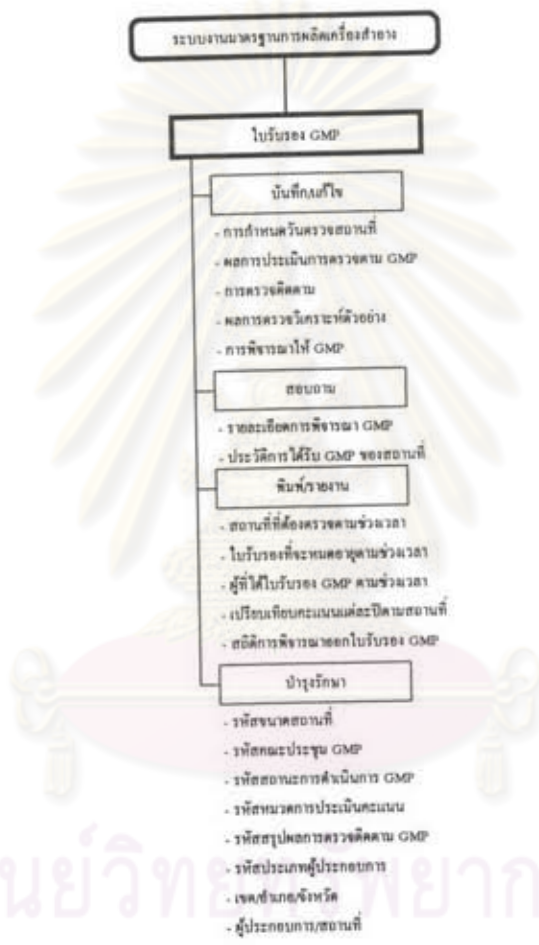 ระบบงานมาตรฐานการผลิตเครื่องสำอาง
ใบรับรอง GMP
บันทึก/แก้ไข
- การกำหนดวันตรวจสถานที่
- ผลการประเมินการตรวจตาม GMP
- การตรวจติดตาม
- ผลการตรวจวิเคราะห์ตัวอย่าง
- การพิจารณาให้ GMP
สอบถาม
- รายละเอียดการพิจารณา GMP
- ประวัติการได้รับ GMP ของสถานที่
พิมพ์/รายงาน
- สถานที่ที่ต้องตรวจตามช่วงเวลา
- ใบรับรองที่จะหมดอายุตามช่วงเวลา
- ผู้ที่ได้ใบรับรอง GMP ตามช่วงเวลา
- เปรียบเทียบคะแนนแต่ละปีตามสถานที่
- สถิติการพิจารณาออกใบรับรอง GMP
บำรุงรักษา
- รหัสขนาดสถานที่
- รหัสคณะประชุม GMP
- รหัสสถานะการดำเนินการ GMP
- รหัสหมวดการประเมินคะแนน
- รหัสสรุปผลการตรวจติดตาม GMP
- รหัสประเภทผู้ประกอบการ
- เขต/อำเภอ/จังหวัด
- ผู้ประกอบการ/สถานที่